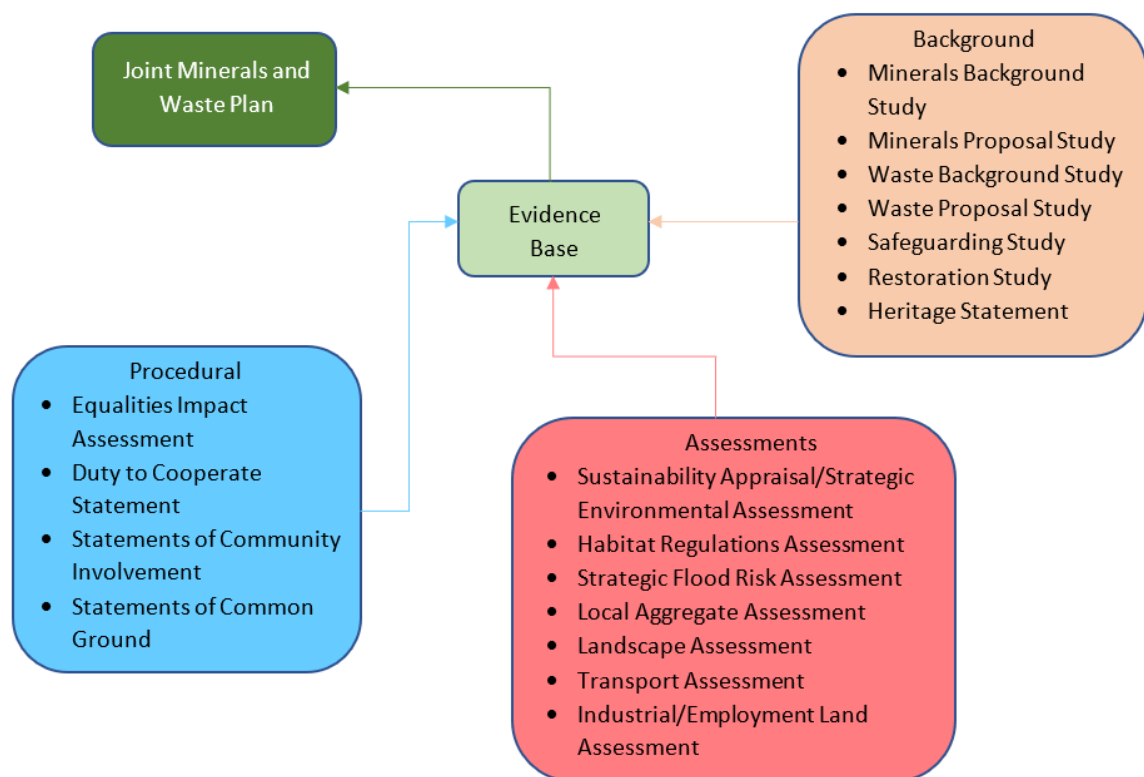 Joint Minerals and
Waste Plan
Evidence
Base
Background
• Minerals Background
Study
• Minerals Proposal Study
• Waste Background Study
• Waste Proposal Study
• Safeguarding Study
• Restoration Study
• Heritage Statement
Procedural
• Equalities Impact
Assessment
• Duty to Cooperate
Statement
• Statements of Community
Involvement
• Statements of Common
Ground
Assessments
• Sustainability Appraisal/Strategic
Environmental Assessment
• Habitat Regulations Assessment
• Strategic Flood Risk Assessment
• Local Aggregate Assessment
• Landscape Assessment
• Transport Assessment
• Industrial/Employment Land
Assessment